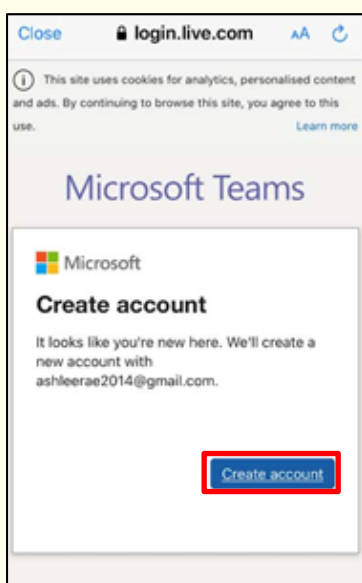 Close login.live.com AA
This site uses cookies for analytics, personalised content
and ads. By continuing to browse this site, you agree to this
use. Learn more
Microsoft Teams
Microsoft
Create account
It looks like you're new here. We'll create a
new account with
ashleerae2014@gmail.com.
Create account